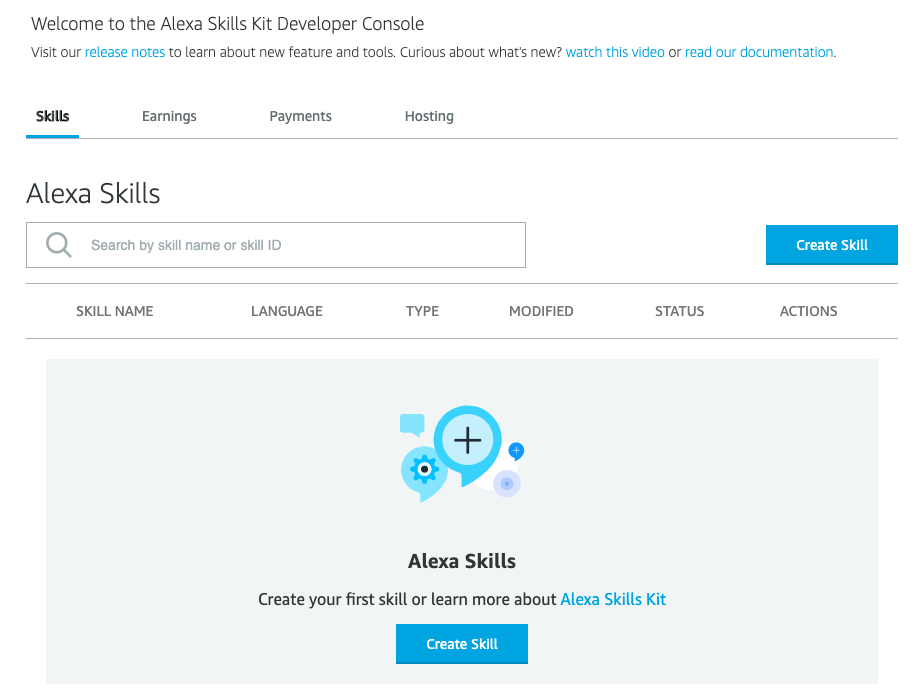 Welcome to the Alexa Skills Kit Developer Console
Visit our release notes to learn about new feature and tools. Curious about what's new? watch this video or read our documentation.
Skills Earnings Payments Hosting
Alexa Skills
Search by skill name or skill ID
Create Skill
SKILL NAME LANGUAGE TYPE MODIFIED STATUS ACTIONS
Alexa Skills
Create your first skill or learn more about Alexa Skills Kit
Create Skill